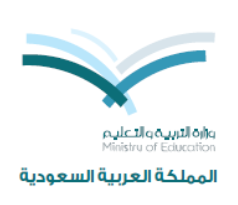 وزارة التربية والتعليم
Ministry of Education
المملكة العربية السعودية